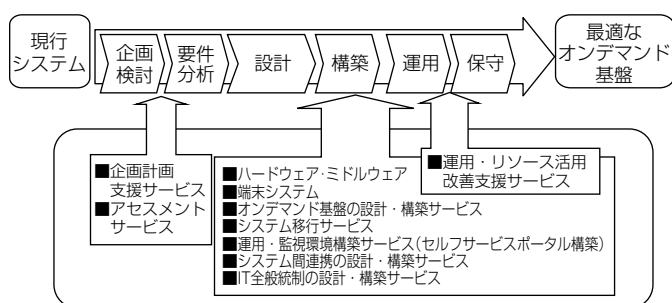 現行
システム
企画
検討
要件
分析
設計
構築
運用
保守
最適な
オンデマンド
基盤
■企画計画
支援サービス
■アセスメント
サービス
■ハードウェア・ミドルウェア
■端末システム
■オンデマンド基盤の設計・構築サービス
■システム移行サービス
■運用・監視環境構築サービス(セルフサービスポータル構築)
■システム間連携の設計・構築サービス
■IT全般統制の設計・構築サービス
■運用・リソース活用
改善支援サービス